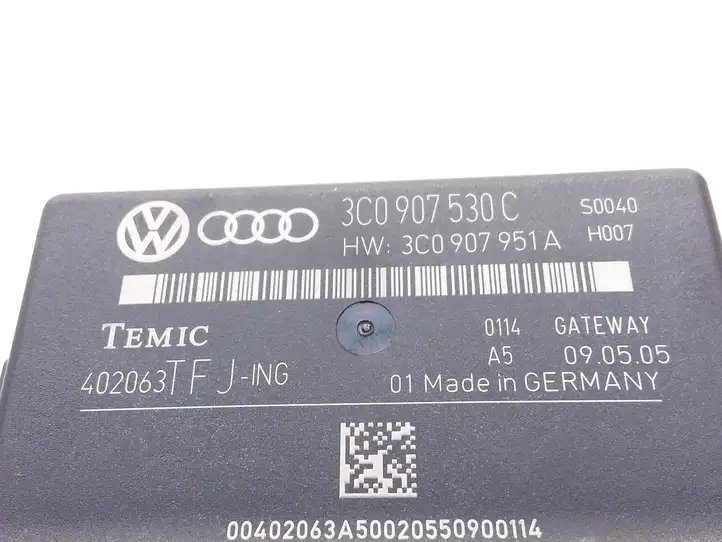 3C0 907 530 C S0040
HW: 3C0 907 951 A H007
TEMIC 0114 GATEWAY
A5 09.05.05
402063TFJ-ING 01 Made in GERMANY
00402063A50020550900114